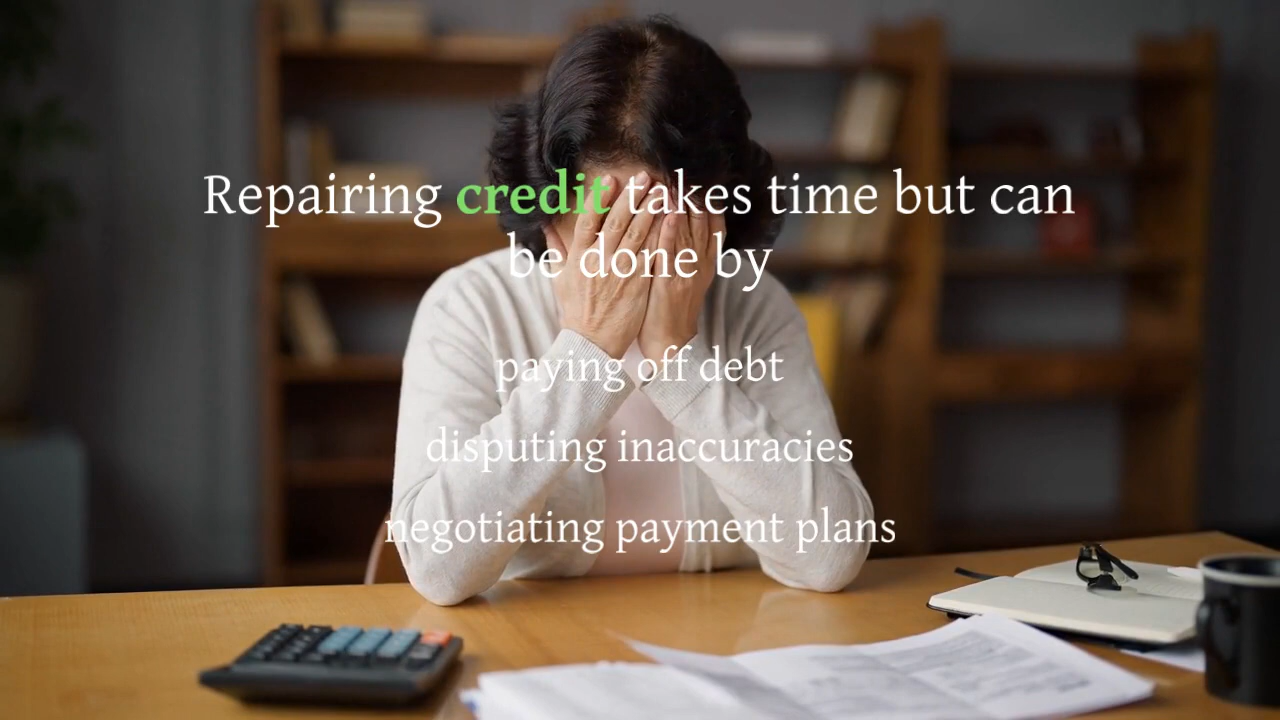 Repairing credit takes time but can
be done by
paying off debt
disputing inaccuracies
negotiating payment plans